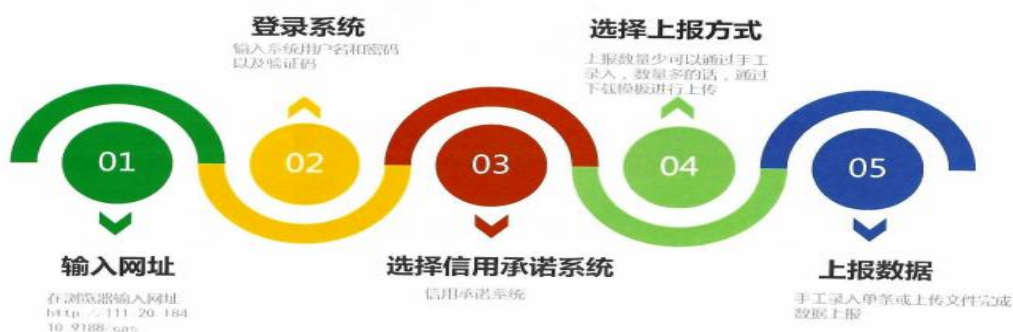 登录系统
输入系统用户名和密码
以及验证码
选择上报方式
上报数量少可以通过手工
录入，数量多的话，通过
下载模板进行上传
01
02
03
04
05
输入网址
在浏览器输入网址
http://111.20.184
10 9188
选择信用承诺系统
信用承诺系统
上报数据
手工录入单条或上传文件完成
数据上报